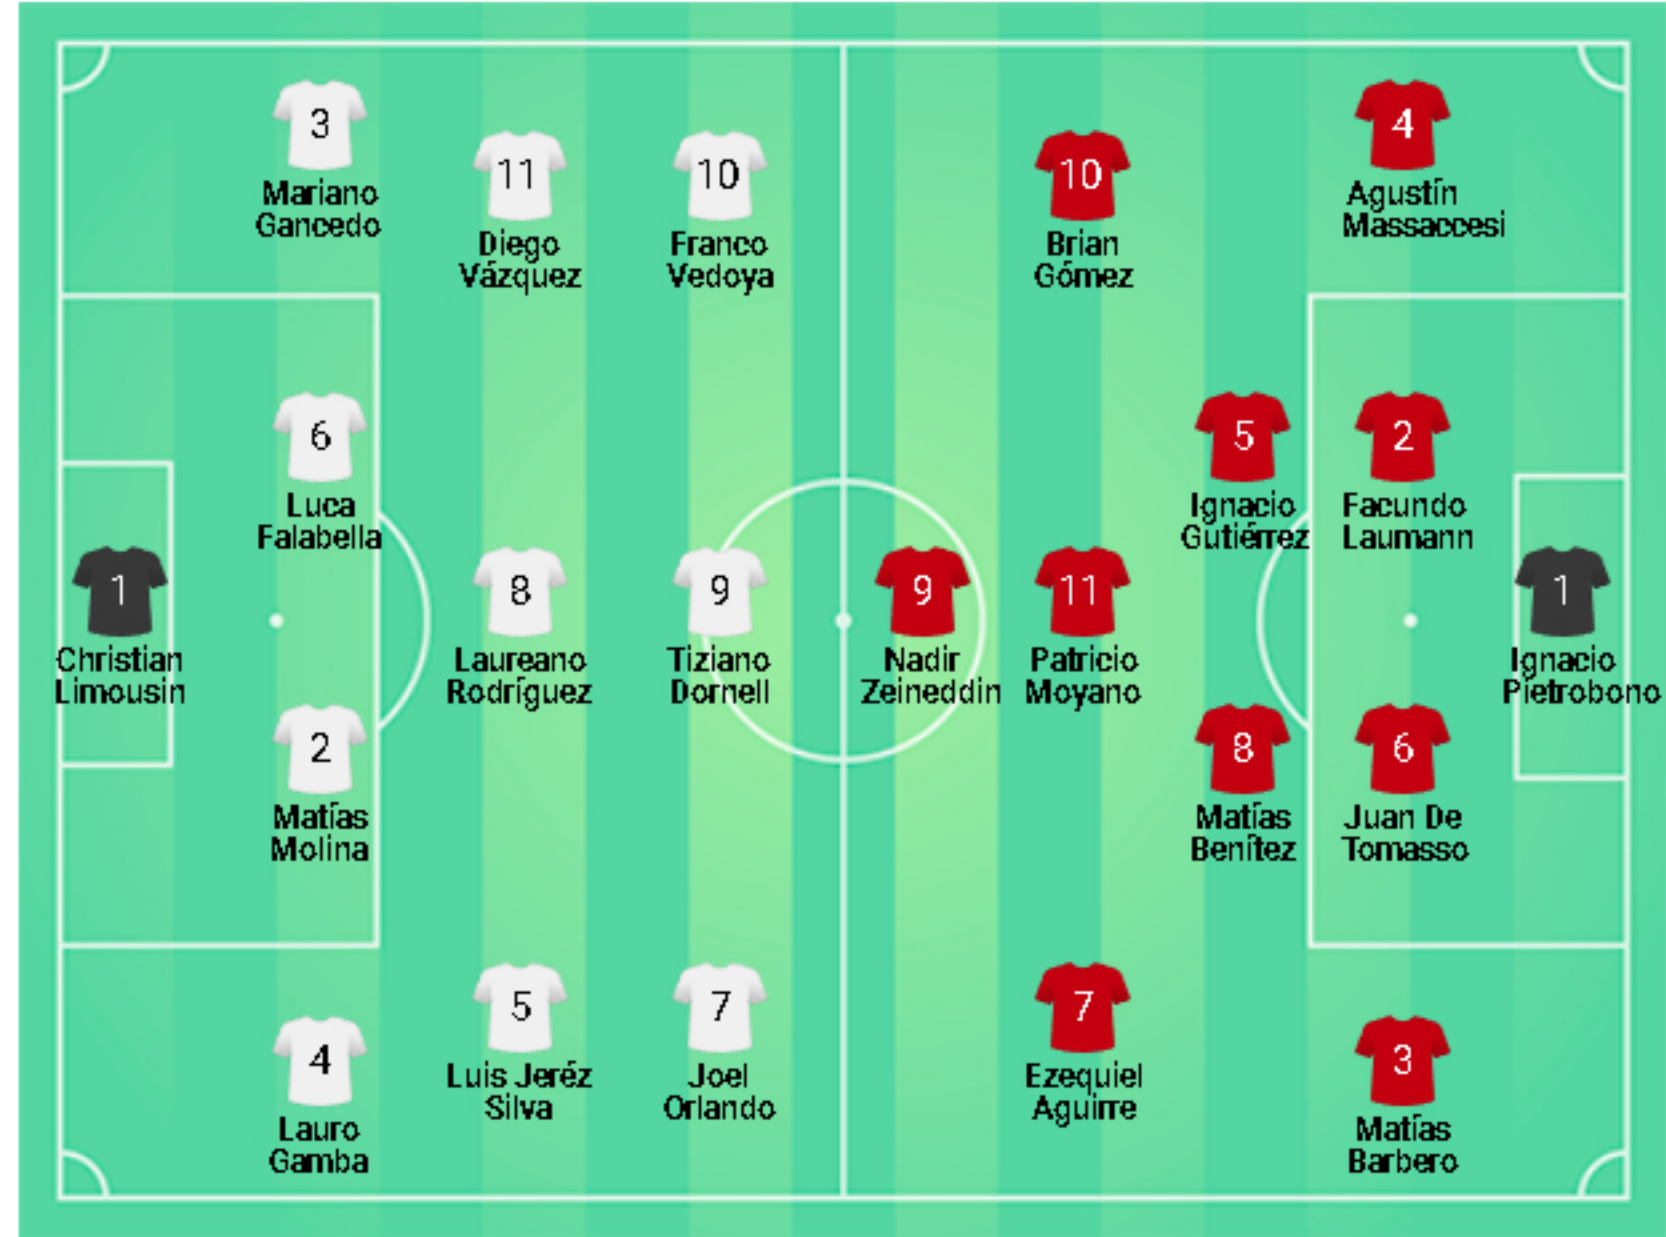 3
Mariano
Gancedo
11
Diego
Vázquez
10
Franco
Vedoya
10
Brian
Gómez
4
Agustín
Massaccesi
6
Luca
Falabella
5
Ignacio
Gutiérrez
2
Facundo
Laumann
1
Christian
Limousin
8
Laureano
Rodríguez
9
Tiziano
Dornell
9
Nadir
Zeineddin
11
Patricio
Moyano
1
Ignacio
Pietrobono
2
Matías
Molina
8
Matías
Benítez
6
Juan De
Tomasso
4
Lauro
Gamba
5
Luis Jeréz
Silva
7
Joel
Orlando
7
Ezequiel
Aguirre
3
Matías
Barbero